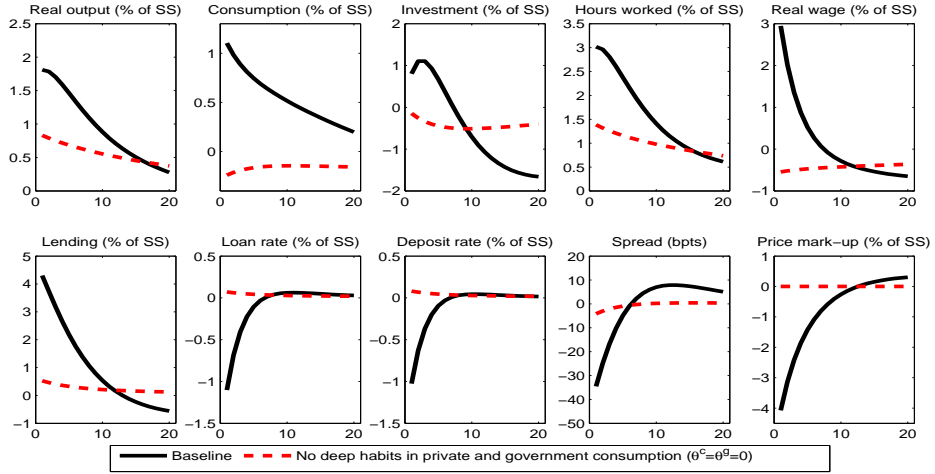 Real output (% of SS) Consumption (% of SS) Investment (% of SS) Hours worked (% of SS) Real wage (% of SS)
2.5 2 1.5 1 0.5 0
1 0.5 0
2 1 0 −1 −2
3.5 3 2.5 2 1.5 1 0.5 0
3 2 1 0 −1
0 10 20 0 10 20 0 10 20 0 10 20 0 10 20
Lending (% of SS) Loan rate (% of SS) Deposit rate (% of SS) Spread (bpts) Price mark−up (% of SS)
5 4 3 2 1 0 −1
0.5 0 −0.5 −1 −1.5
0.5 0 −0.5 −1 −1.5
20 10 0 −10 −20 −30 −40 −50
1 0 −1 −2 −3 −4
0 10 20 0 10 20 0 10 20 0 10 20 0 10 20
Baseline No deep habits in private and government consumption (θᶜ=θᵍ=0)